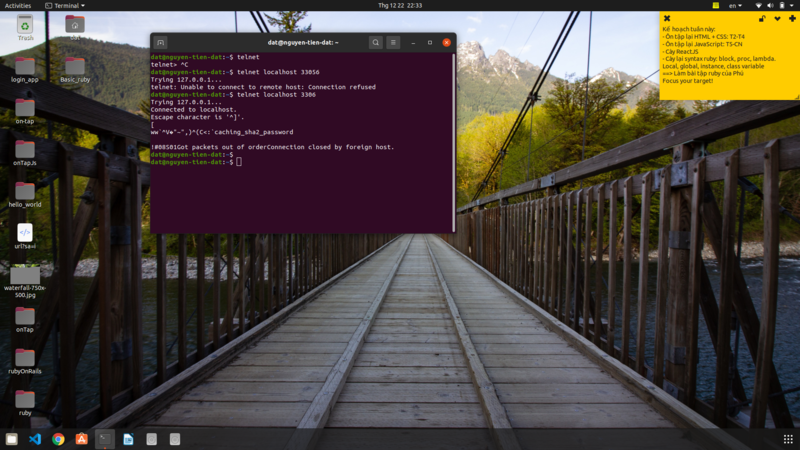 Activities
Terminal
Thg 12 22 22:33
en
Trash
dat
login_app
Basic_ruby
on-tap
onTapJs
hello_world
url?sa=i
waterfall-750x-
500.jpg
onTap
rubyOnRails
ruby
dat@nguyen-tien-dat: ~
dat@nguyen-tien-dat:~$ telnet
telnet> ^C
dat@nguyen-tien-dat:~$ telnet localhost 33056
Trying 127.0.0.1...
telnet: Unable to connect to remote host: Connection refused
dat@nguyen-tien-dat:~$ telnet localhost 3306
Trying 127.0.0.1...
Connected to localhost.
Escape character is '^]'.
[
caching_sha2_password
!#08S01Got packets out of orderConnection closed by foreign host.
dat@nguyen-tien-dat:~$
dat@nguyen-tien-dat:~$
Kế hoạch tuần này:
- Ôn tập lại HTML + CSS: T2-T4
- Ôn tập lại JavaScript: T5-CN
- Cày ReactJS
- Cày lại syntax ruby: block, proc, lambda.
Local, global, instance, class variable
==> Làm bài tập ruby của Phú
Focus your target!